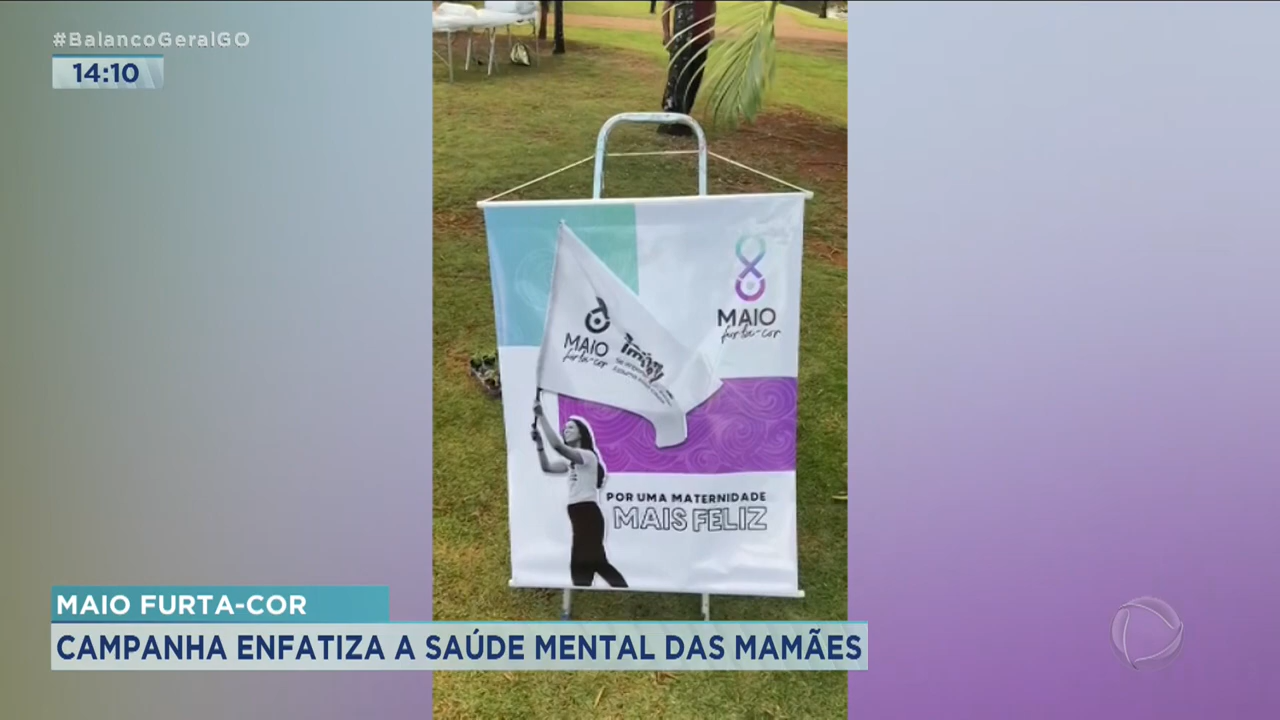 #BalancoGeralGO
14:10
MAIO
furta-cor
MAIO
furta-cor
POR UMA MATERNIDADE
MAIS FELIZ
MAIO FURTA-COR
CAMPANHA ENFATIZA A SAÚDE MENTAL DAS MAMÃES